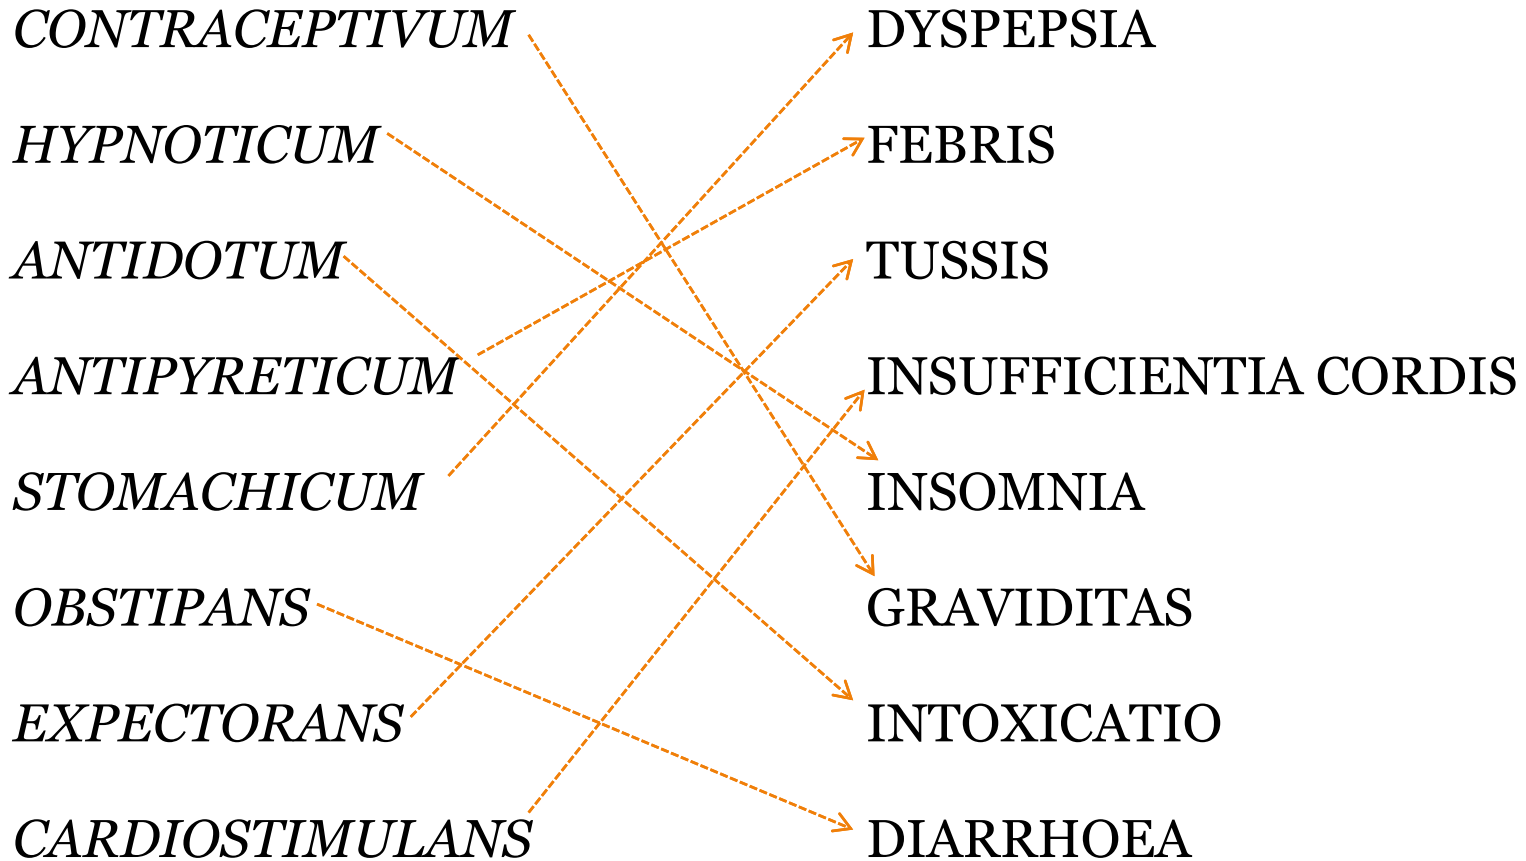 CONTRACEPTIVUM DYSPEPSIA
HYPNOTICUM FEBRIS
ANTIDOTUM TUSSIS
ANTIPYRETICUM INSUFFICIENTIA CORDIS
STOMACHICUM INSOMNIA
OBSTIPANS GRAVIDITAS
EXPECTORANS INTOXICATIO
CARDIOSTIMULANS DIARRHOEA